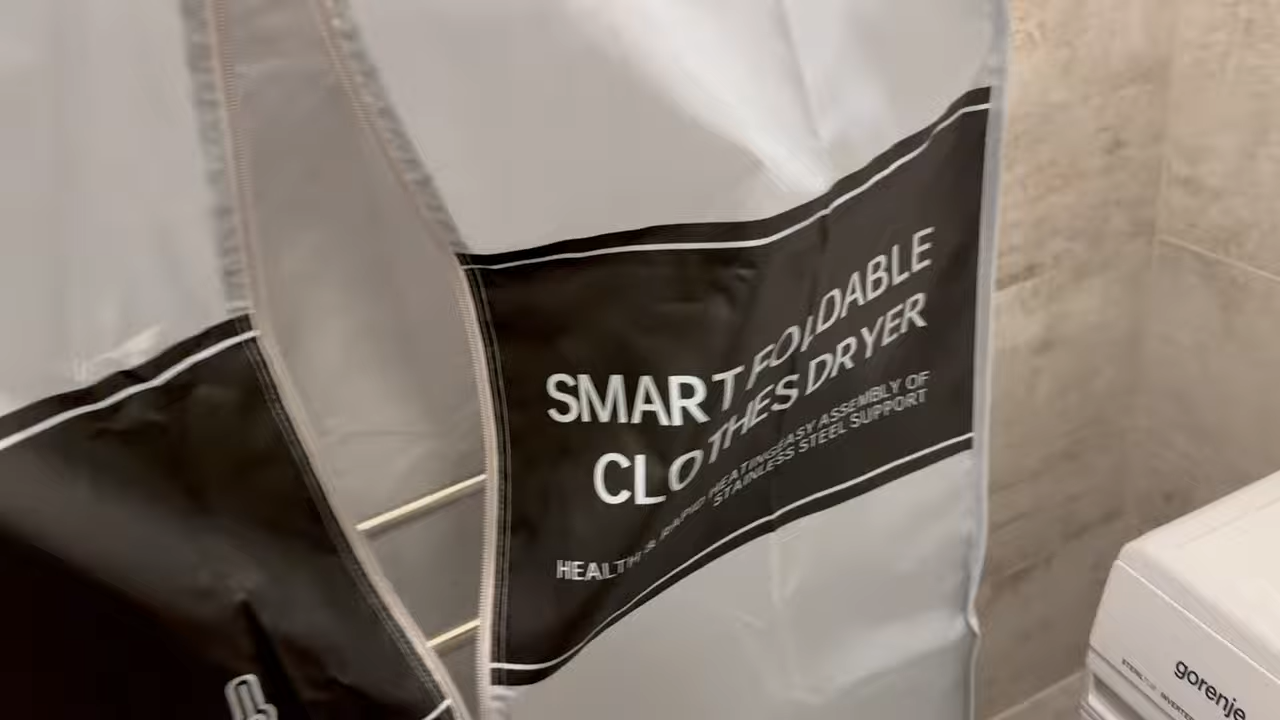 SMART FOLDABLE
CLOTHES DRYER
HEALTH & RAPID HEATINGEASY ASSEMBLY OF
STAINLESS STEEL SUPPORT
gorenje